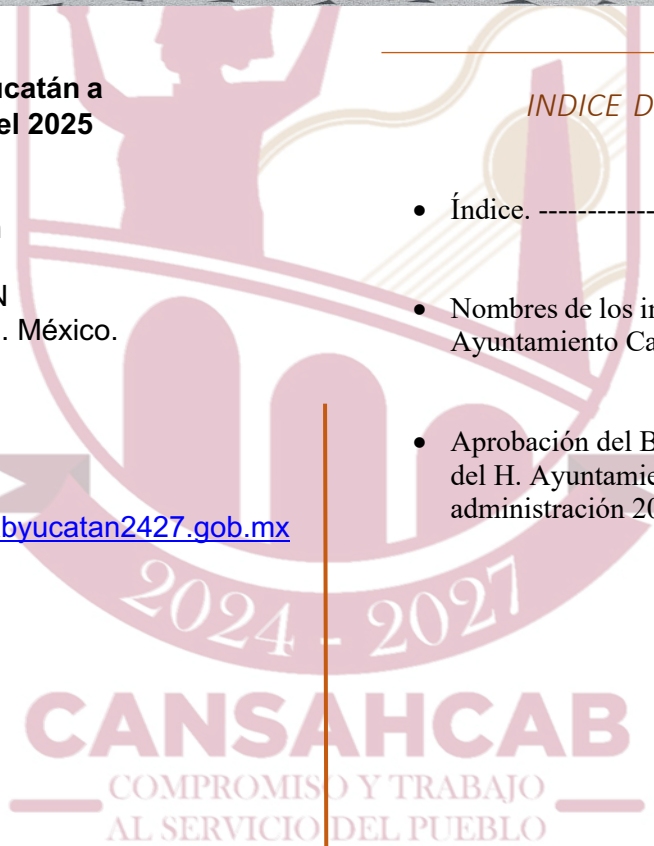 ucatán a
el 2025
N
. México.
byucatan2427.gob.mx
INDICE D
• Índice. -------------
• Nombres de los in
Ayuntamiento Ca
• Aprobación del B
del H. Ayuntamie
administración 20
2024 - 2027
CANSAHCAB
COMPROMISO Y TRABAJO
AL SERVICIO DEL PUEBLO